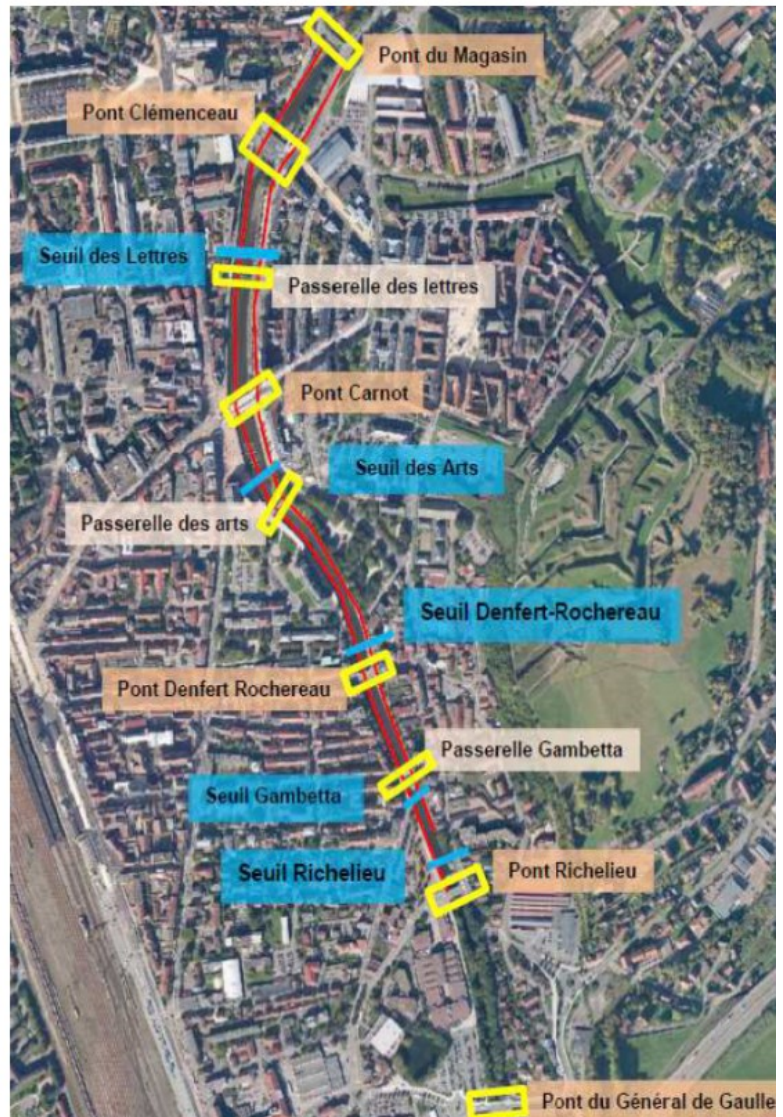 Pont du Magasin
Pont Clémenceau
Seuil des Lettres
Passerelle des lettres
Pont Carnot
Seuil des Arts
Passerelle des arts
Seuil Denfert-Rochereau
Pont Denfert Rochereau
Passerelle Gambetta
Seuil Gambetta
Seuil Richelieu
Pont Richelieu
Pont du Général de Gaulle